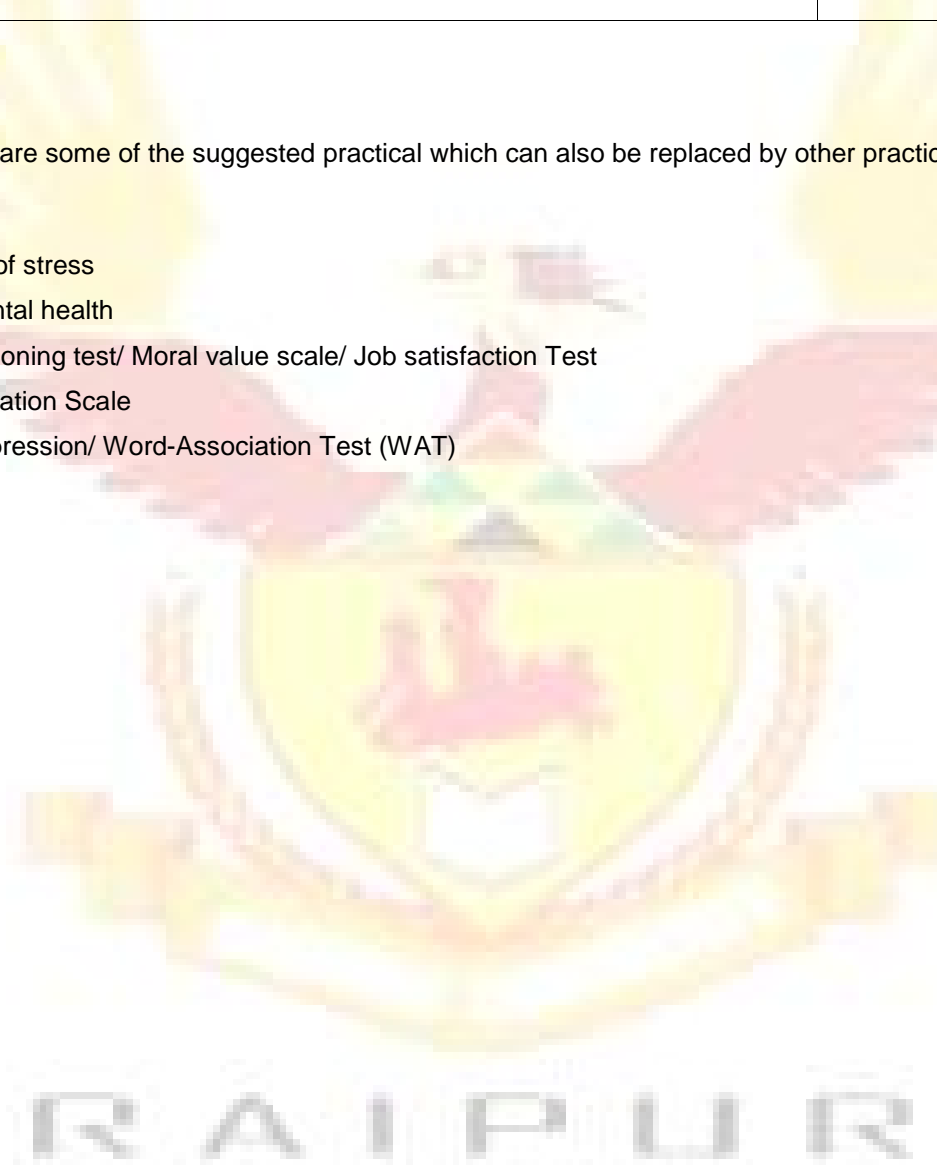 are some of the suggested practical which can also be replaced by other practic
of stress
ntal health
oning test/ Moral value scale/ Job satisfaction Test
ation Scale
pression/ Word-Association Test (WAT)
RAIPUR